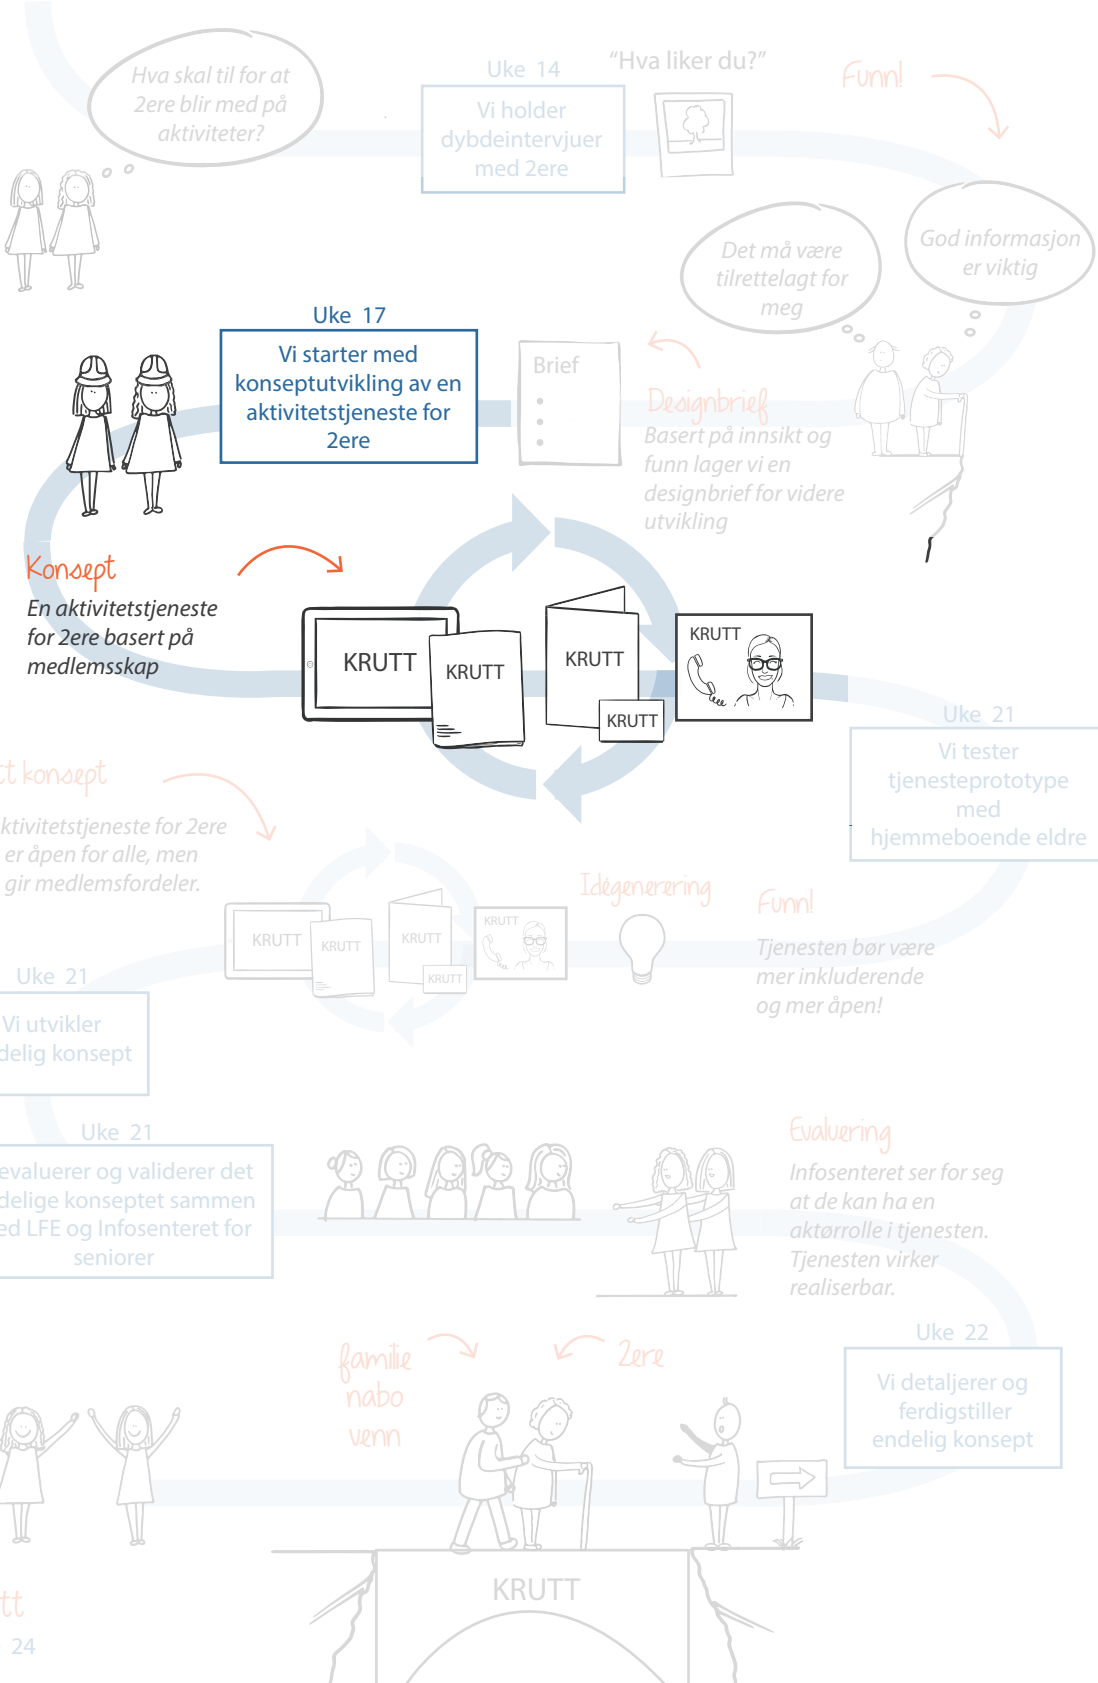 Hva skal til for at
2ere blir med på
aktiviteter?
Uke 14
Vi holder
dybdeintervjuer
med 2ere
“Hva liker du?”
Funn!
Det må være
tilrettelagt for
meg
God informasjon
er viktig
Uke 17
Vi starter med
konseptutvikling av en
aktivitetstjeneste for
2ere
Brief
Designbrief
Basert på innsikt og
funn lager vi en
designbrief for videre
utvikling
Konsept
En aktivitetstjeneste
for 2ere basert på
medlemsskap
KRUTT
KRUTT
KRUTT
KRUTT
KRUTT
Uke 21
Vi tester
tjenesteprototype
med
hjemmeboende eldre
tt konsept
ktivitetstjeneste for 2ere
er åpen for alle, men
gir medlemsfordeler.
KRUTT
KRUTT
KRUTT
KRUTT
KRUTT
Idégenerering
Funn!
Tjenesten bør være
mer inkluderende
og mer åpen!
Uke 21
Vi utvikler
delig konsept
Uke 21
evaluerer og validerer det
delige konseptet sammen
ed LFE og Infosenteret for
seniorer
Evaluering
Infosenteret ser for seg
at de kan ha en
aktørrolle i tjenesten.
Tjenesten virker
realiserbar.
Uke 22
Vi detaljerer og
ferdigstiller
endelig konsept
familie
nabo
venn
2ere
KRUTT
tt
24